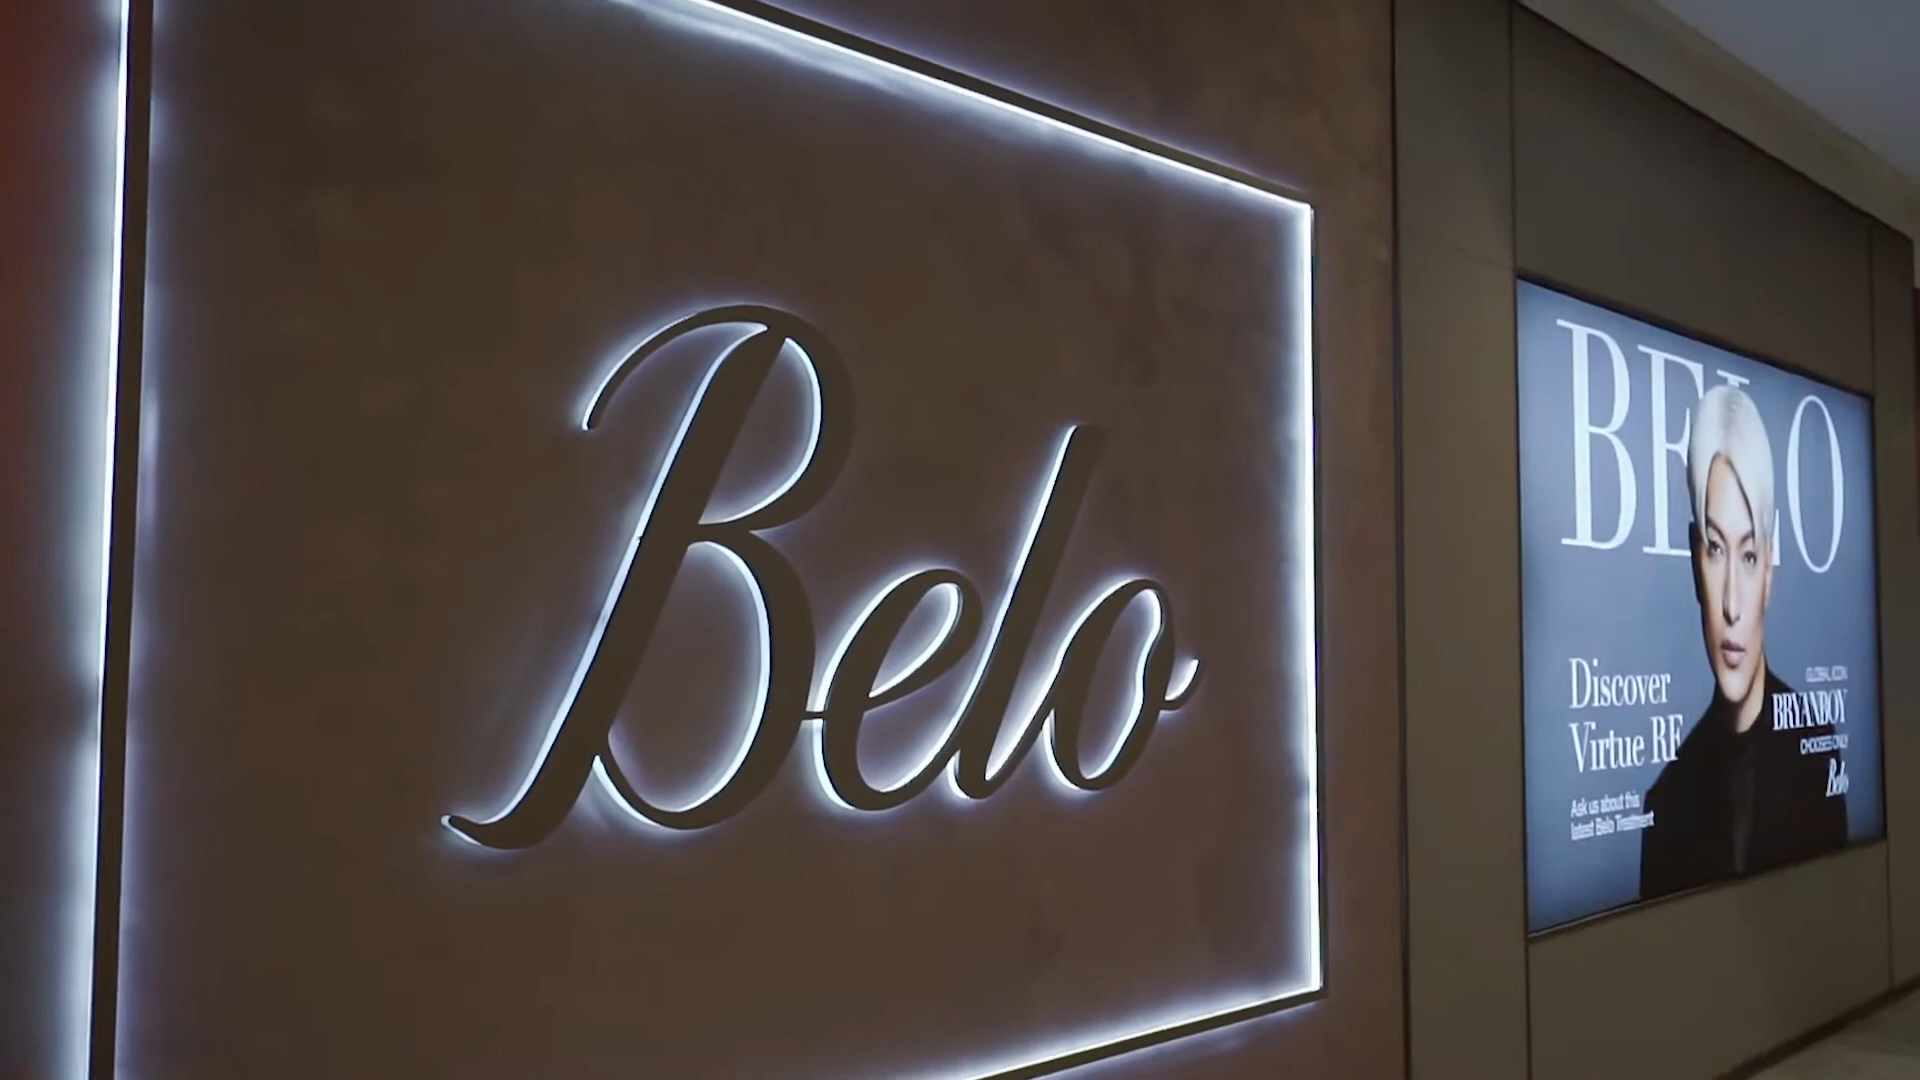 Belo
BELO
Discover
Virtue RF
Ask us about this
latest Belo Treatment
GLOBAL ICON
BRYANBOY
CHOOSES ONLY
Belo